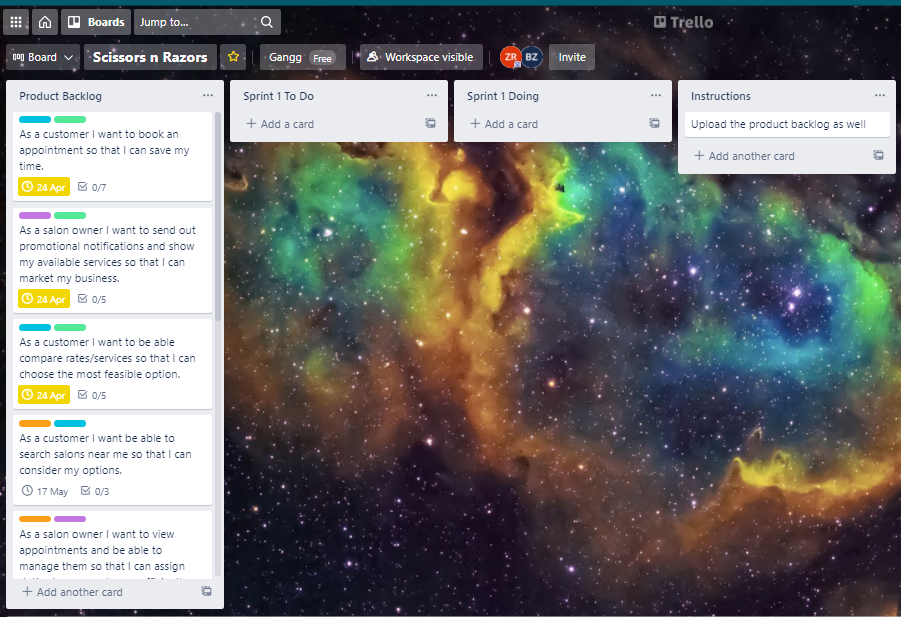 Boards
Jump to...
Trello
Board
Scissors n Razors
Gangg Free
Workspace visible
ZR
BZ
Invite
Product Backlog
As a customer I want to book an
appointment so that I can save my
time.
24 Apr
0/7
As a salon owner I want to send out
promotional notifications and show
my available services so that I can
market my business.
24 Apr
0/5
As a customer I want to be able
compare rates/services so that I can
choose the most feasible option.
24 Apr
0/5
As a customer I want be able to
search salons near me so that I can
consider my options.
17 May
0/3
As a salon owner I want to view
appointments and be able to
manage them so that I can assign
+ Add another card
Sprint 1 To Do
+ Add a card
Sprint 1 Doing
+ Add a card
Instructions
Upload the product backlog as well
+ Add another card